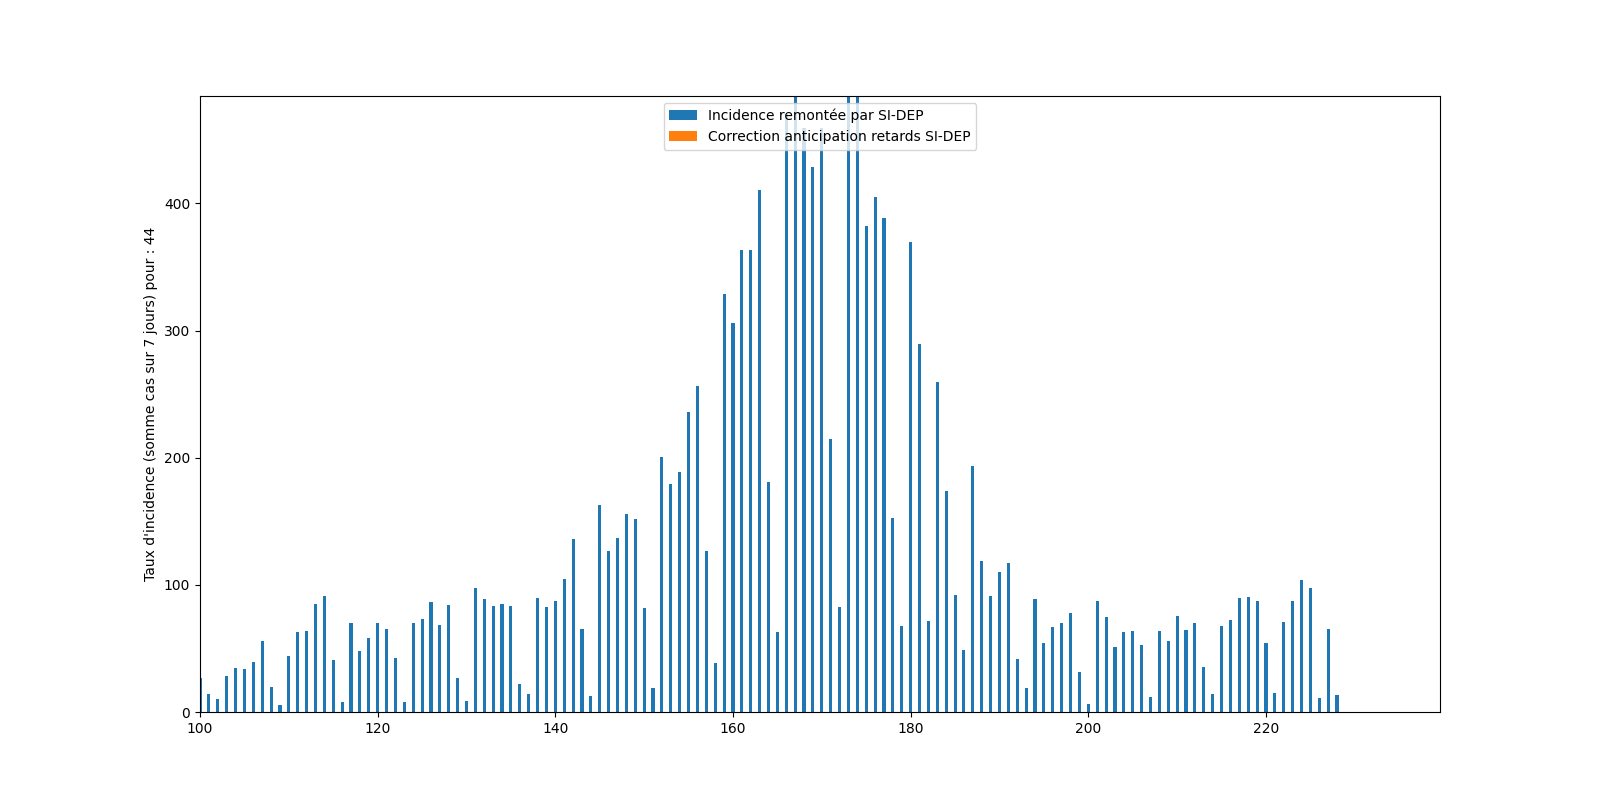 Incidence remontée par SI-DEP
Correction anticipation retards SI-DEP
Taux d'incidence (somme cas sur 7 jours) pour : 44
400
300
200
100
0
100 120 140 160 180 200 220